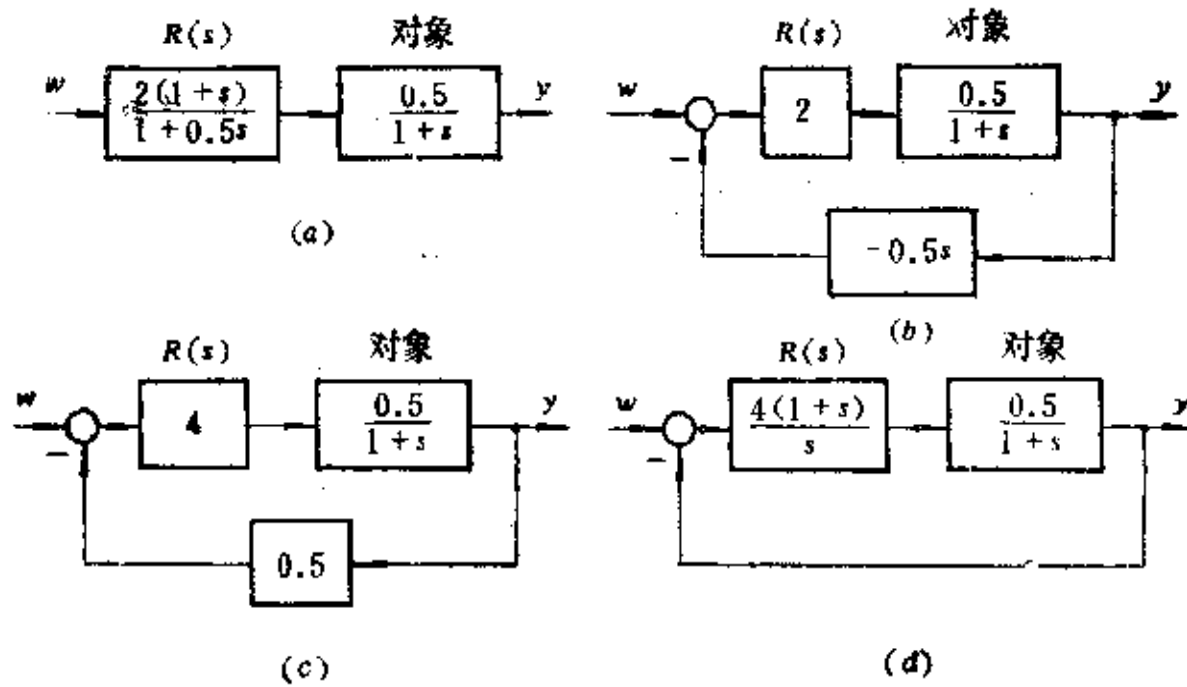 R(s) 对象
w 2(1+s) 0.5 y
1+0.5s 1+s
(a)
R(s) 对象
w 2 0.5 y
1+s
−
-0.5s
(b)
R(s) 对象
w 4 0.5 y
1+s
−
0.5
(c)
R(s) 对象
w 4(1+s) 0.5 y
s 1+s
−
(d)